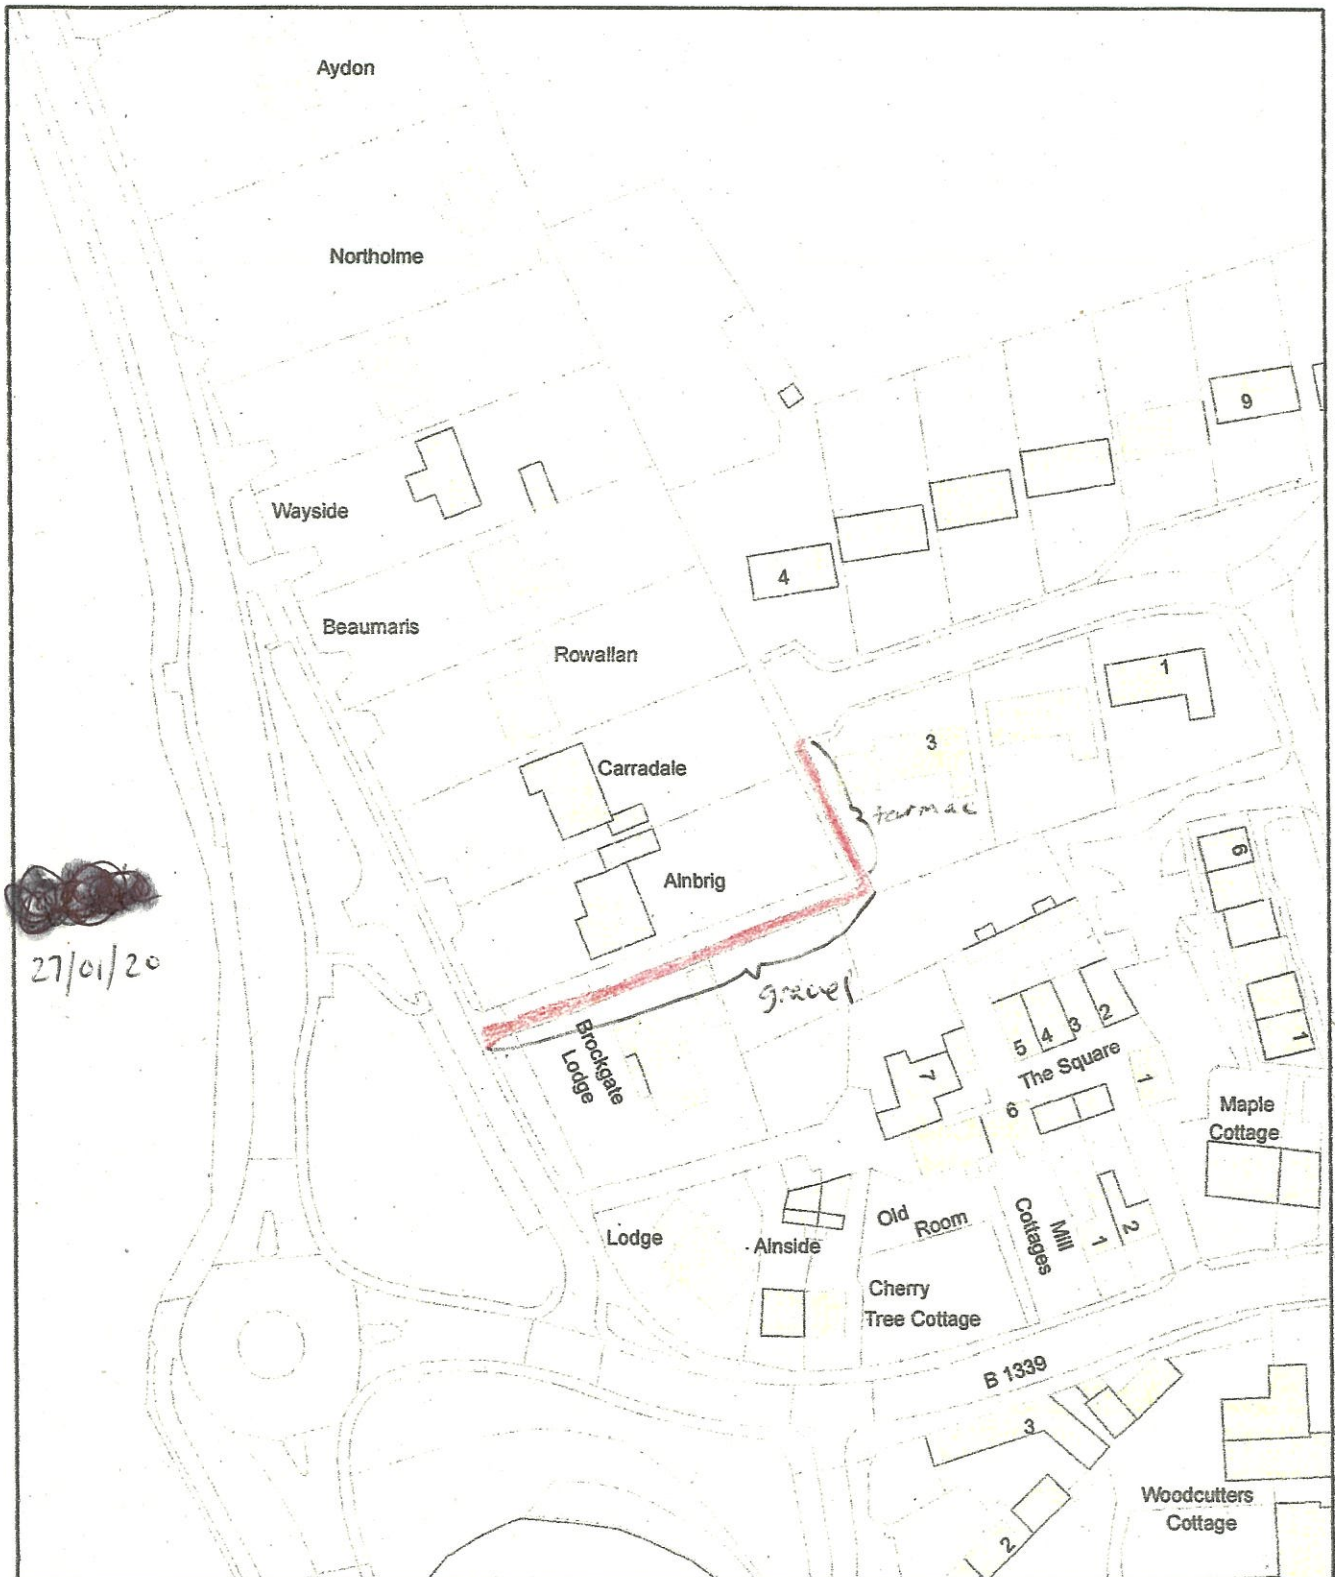 Aydon
Northolme
9
Wayside
4
Beaumaris
Rowallan
1
3
Carradale
tarmac
6
Alnbrig
27/01/20
gravel
Brockgate
Lodge
5
4
3
2
The Square
7
1
1
6
Maple
Cottage
Old
Room
Mill
Cottages
1
2
Lodge
Alnside
Cherry
Tree Cottage
B 1339
3
Woodcutters
Cottage
2